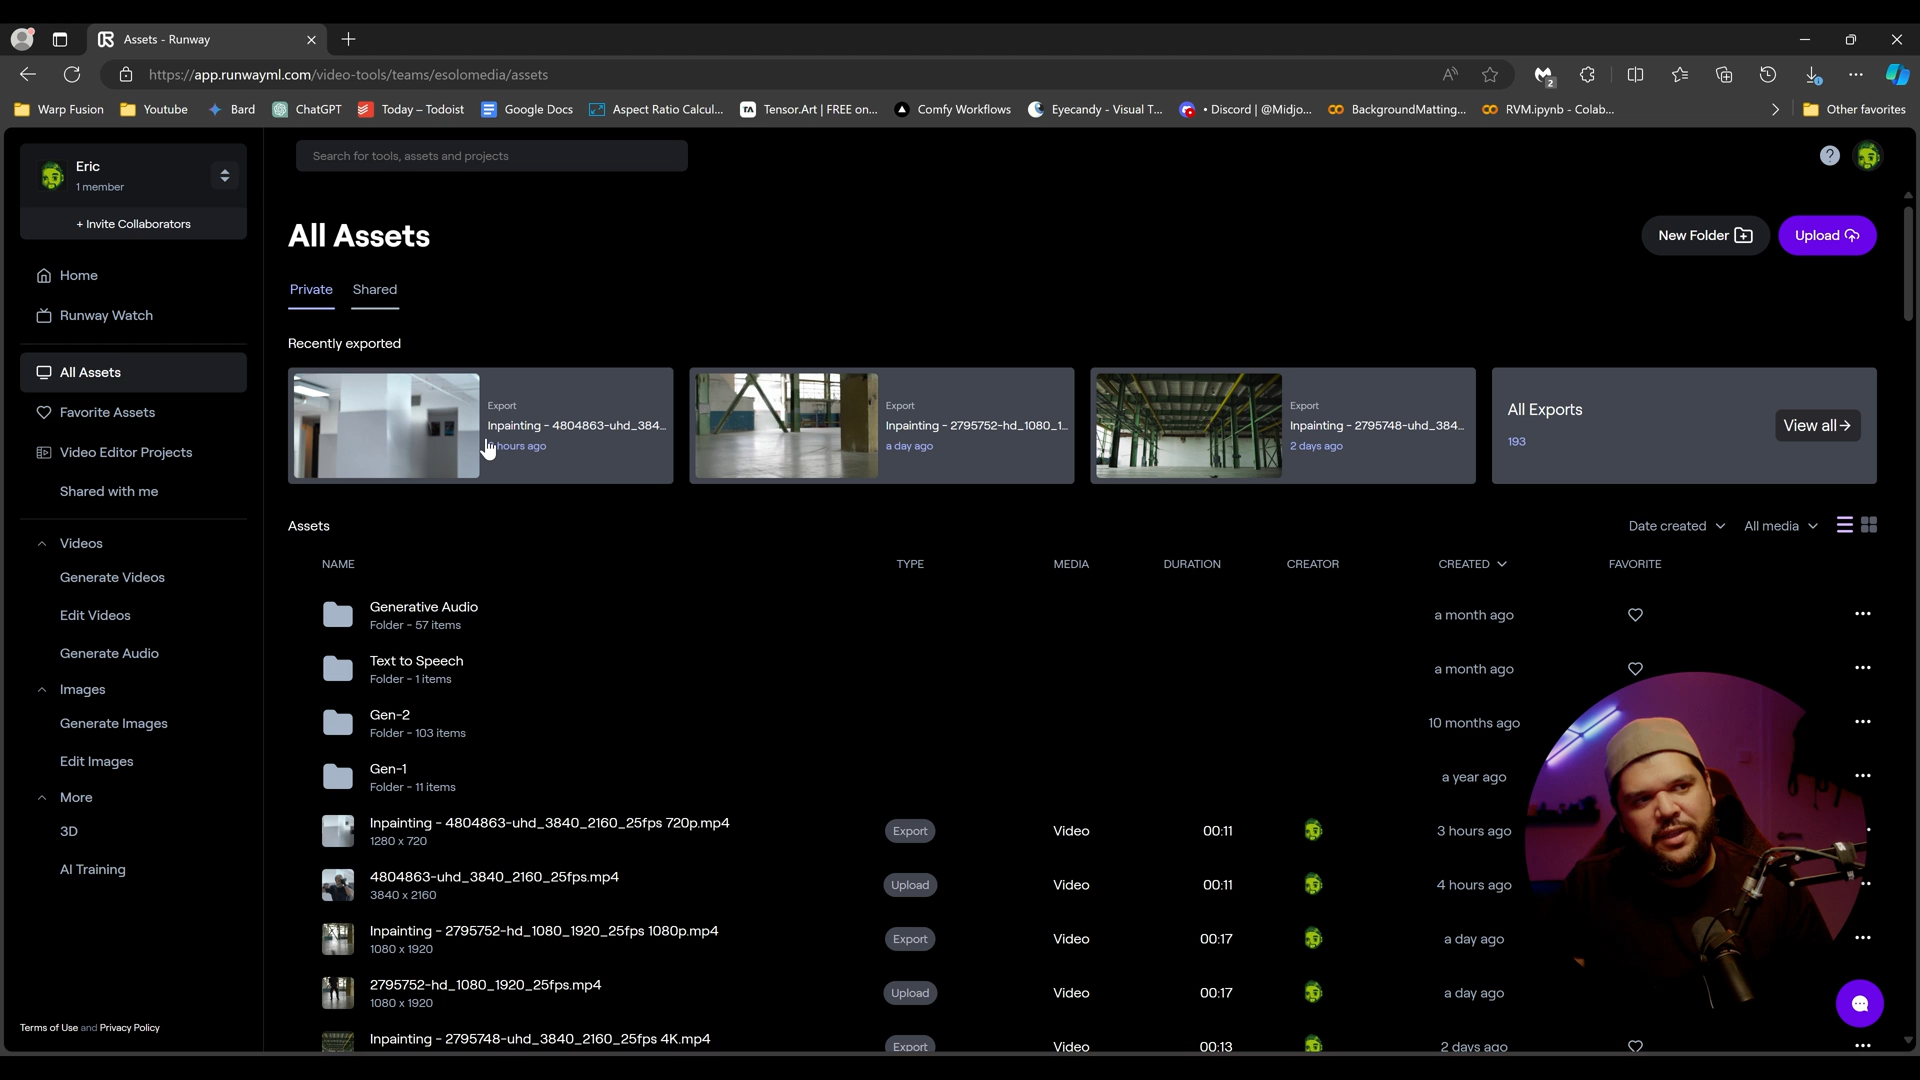 Assets - Runway
https://app.runwayml.com/video-tools/teams/esolomedia/assets
2
Warp Fusion
Youtube
Bard
ChatGPT
Today – Todoist
Google Docs
Aspect Ratio Calcul...
TA Tensor.Art | FREE on...
Comfy Workflows
Eyecandy - Visual T...
• Discord | @Midjo...
BackgroundMatting...
RVM.ipynb - Colab...
Other favorites
Eric
1 member
+ Invite Collaborators
Search for tools, assets and projects
?
Home
Runway Watch
All Assets
Favorite Assets
Video Editor Projects
Shared with me
Videos
Generate Videos
Edit Videos
Generate Audio
Images
Generate Images
Edit Images
More
3D
AI Training
Terms of Use and Privacy Policy
All Assets
New Folder
Upload
Private
Shared
Recently exported
Export
Inpainting - 4804863-uhd_384...
hours ago
Export
Inpainting - 2795752-hd_1080_1...
a day ago
Export
Inpainting - 2795748-uhd_384...
2 days ago
All Exports
193
View all→
Assets
Date created
All media
NAME TYPE MEDIA DURATION CREATOR CREATED FAVORITE
Generative Audio
Folder - 57 items
a month ago
Text to Speech
Folder - 1 items
a month ago
Gen-2
Folder - 103 items
10 months ago
Gen-1
Folder - 11 items
a year ago
Inpainting - 4804863-uhd_3840_2160_25fps 720p.mp4
1280 x 720
Export Video 00:11 3 hours ago
4804863-uhd_3840_2160_25fps.mp4
3840 x 2160
Upload Video 00:11 4 hours ago
Inpainting - 2795752-hd_1080_1920_25fps 1080p.mp4
1080 x 1920
Export Video 00:17 a day ago
2795752-hd_1080_1920_25fps.mp4
1080 x 1920
Upload Video 00:17 a day ago
Inpainting - 2795748-uhd_3840_2160_25fps 4K.mp4
Export Video 00:13 2 days ago